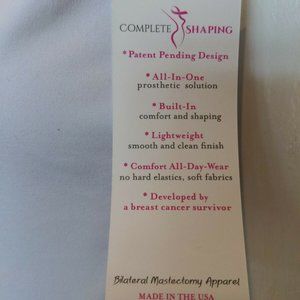 COMPLETE SHAPING
* Patent Pending Design
* All-In-One
prosthetic solution
* Built-In
comfort and shaping
* Lightweight
smooth and clean finish
* Comfort All-Day-Wear
no hard elastics, soft fabrics
* Developed by
a breast cancer survivor
Bilateral Mastectomy Apparel
MADE IN THE USA